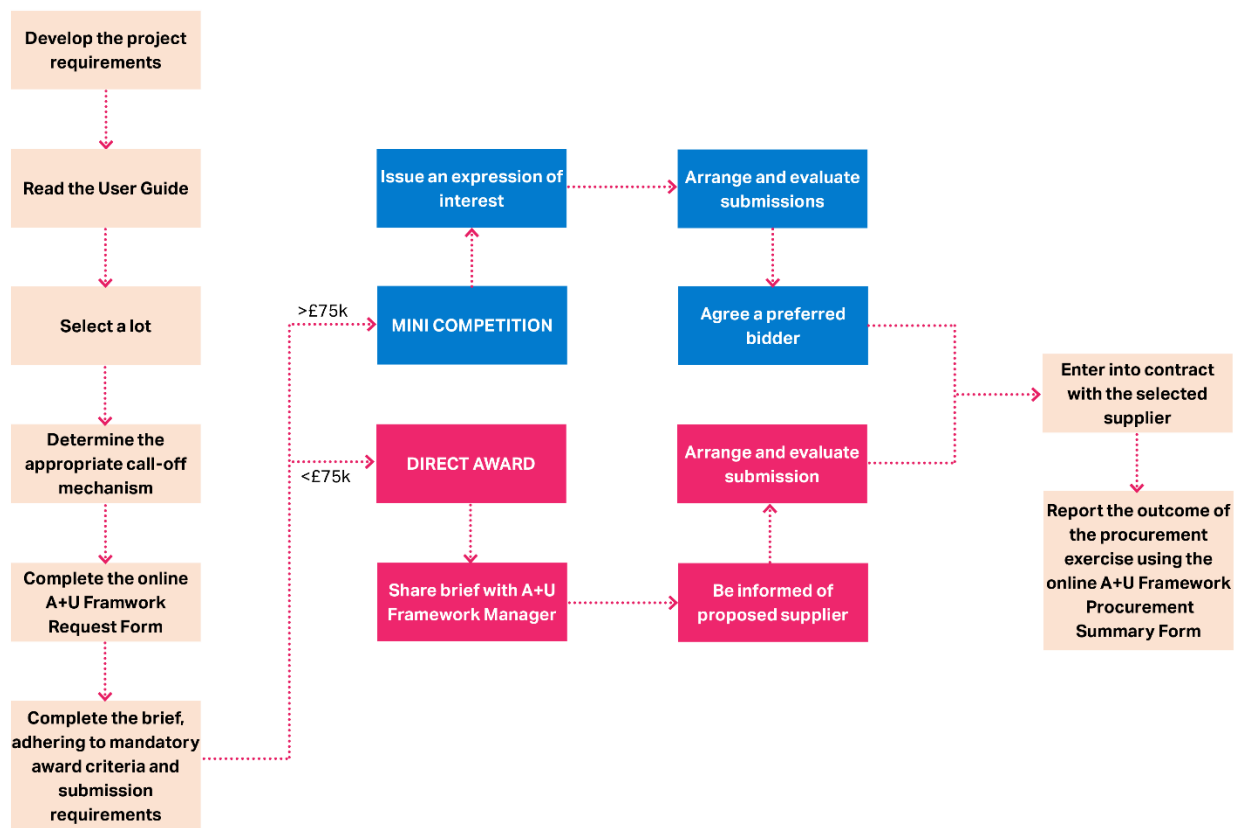 Develop the project
requirements
Read the User Guide
Select a lot
Determine the
appropriate call-off
mechanism
Complete the online
A+U Framwork
Request Form
Complete the brief,
adhering to mandatory
award criteria and
submission
requirements
>£75k
MINI COMPETITION
Issue an expression of
interest
Arrange and evaluate
submissions
Agree a preferred
bidder
<£75k
DIRECT AWARD
Share brief with A+U
Framework Manager
Be informed of
proposed supplier
Arrange and evaluate
submission
Enter into contract
with the selected
supplier
Report the outcome of
the procurement
exercise using the
online A+U Framework
Procurement
Summary Form